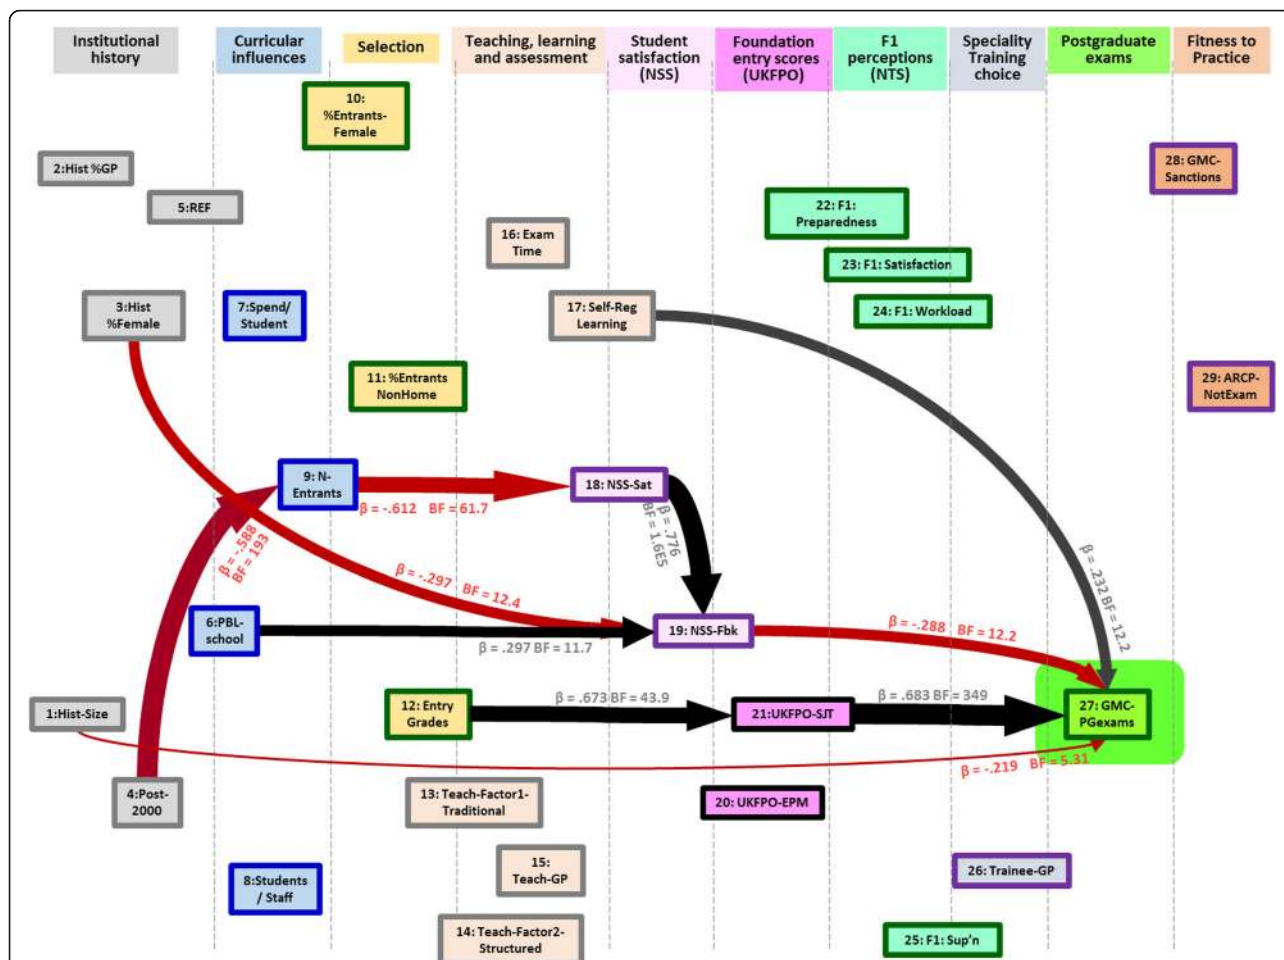 Institutional
history
Curricular
influences
Selection
Teaching, learning
and assessment
Student
satisfaction
(NSS)
Foundation
entry scores
(UKFPO)
F1
perceptions
(NTS)
Speciality
Training
choice
Postgraduate
exams
Fitness to
Practice
10:
%Entrants-
Female
2:Hist %GP
5:REF
28: GMC-
Sanctions
22: F1:
Preparedness
16: Exam
Time
23: F1: Satisfaction
3:Hist
%Female
7:Spend/
Student
17: Self-Reg
Learning
24: F1: Workload
11: %Entrants
NonHome
29: ARCP-
NotExam
9: N-
Entrants
18: NSS-Sat
β = -.612 BF = 61.7
β = .776
BF = 1.6E5
β = -.588
BF = 193
β = -.297 BF = 12.4
β = .232 BF = 12.2
6:PBL-
school
19: NSS-Fbk
β = .297 BF = 11.7
β = -.288 BF = 12.2
1:Hist-Size
12: Entry
Grades
β = .673 BF = 43.9
21:UKFPO-SJT
β = .683 BF = 349
27: GMC-
PGexams
β = -.219 BF = 5.31
4:Post-
2000
13: Teach-Factor1-
Traditional
20: UKFPO-EPM
15:
Teach-GP
26: Trainee-GP
8:Students
/ Staff
14: Teach-Factor2-
Structured
25: F1: Sup'n